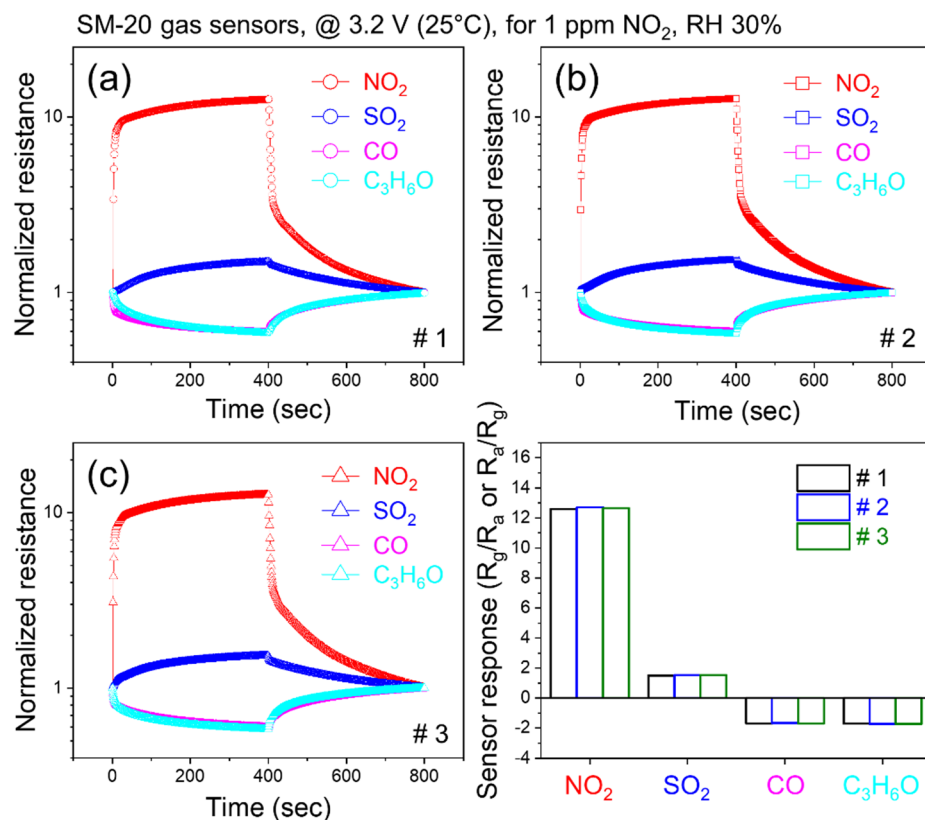 SM-20 gas sensors, @ 3.2 V (25°C), for 1 ppm NO₂, RH 30%
(a)
NO₂
SO₂
CO
C₃H₆O
10
1
Normalized resistance
0 200 400 600 800
Time (sec)
# 1
(b)
NO₂
SO₂
CO
C₃H₆O
10
1
Normalized resistance
0 200 400 600 800
Time (sec)
# 2
(c)
NO₂
SO₂
CO
C₃H₆O
10
1
Normalized resistance
0 200 400 600 800
Time (sec)
# 3
Sensor response (R_g/R_a or R_a/R_g)
16
14
12
10
8
6
4
2
0
-2
-4
# 1
# 2
# 3
NO₂ SO₂ CO C₃H₆O